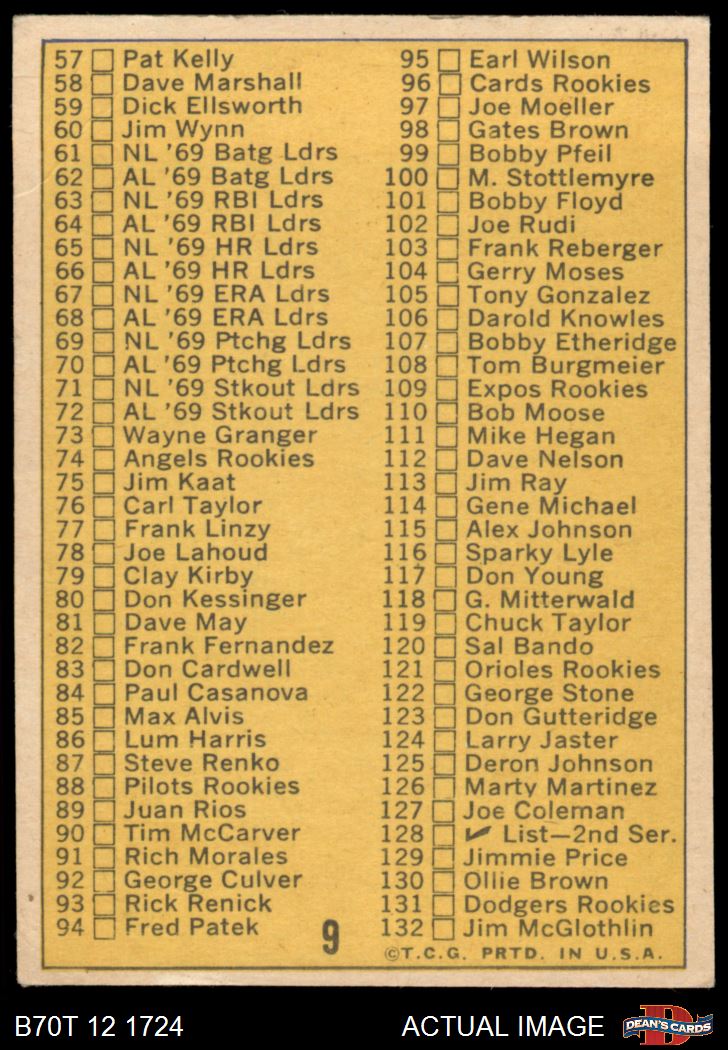 57 Pat Kelly
58 Dave Marshall
59 Dick Ellsworth
60 Jim Wynn
61 NL '69 Batg Ldrs
62 AL '69 Batg Ldrs
63 NL '69 RBI Ldrs
64 AL '69 RBI Ldrs
65 NL '69 HR Ldrs
66 AL '69 HR Ldrs
67 NL '69 ERA Ldrs
68 AL '69 ERA Ldrs
69 NL '69 Ptchg Ldrs
70 AL '69 Ptchg Ldrs
71 NL '69 Stkout Ldrs
72 AL '69 Stkout Ldrs
73 Wayne Granger
74 Angels Rookies
75 Jim Kaat
76 Carl Taylor
77 Frank Linzy
78 Joe Lahoud
79 Clay Kirby
80 Don Kessinger
81 Dave May
82 Frank Fernandez
83 Don Cardwell
84 Paul Casanova
85 Max Alvis
86 Lum Harris
87 Steve Renko
88 Pilots Rookies
89 Juan Rios
90 Tim McCarver
91 Rich Morales
92 George Culver
93 Rick Renick
94 Fred Patek
9
95 Earl Wilson
96 Cards Rookies
97 Joe Moeller
98 Gates Brown
99 Bobby Pfeil
100 M. Stottlemyre
101 Bobby Floyd
102 Joe Rudi
103 Frank Reberger
104 Gerry Moses
105 Tony Gonzalez
106 Darold Knowles
107 Bobby Etheridge
108 Tom Burgmeier
109 Expos Rookies
110 Bob Moose
111 Mike Hegan
112 Dave Nelson
113 Jim Ray
114 Gene Michael
115 Alex Johnson
116 Sparky Lyle
117 Don Young
118 G. Mitterwald
119 Chuck Taylor
120 Sal Bando
121 Orioles Rookies
122 George Stone
123 Don Gutteridge
124 Larry Jaster
125 Deron Johnson
126 Marty Martinez
127 Joe Coleman
128 ✔ List—2nd Ser.
129 Jimmie Price
130 Ollie Brown
131 Dodgers Rookies
132 Jim McGlothlin
©T.C.G. PRTD. IN U.S.A.
B70T 12 1724
ACTUAL IMAGE
D
DEAN'S CARDS